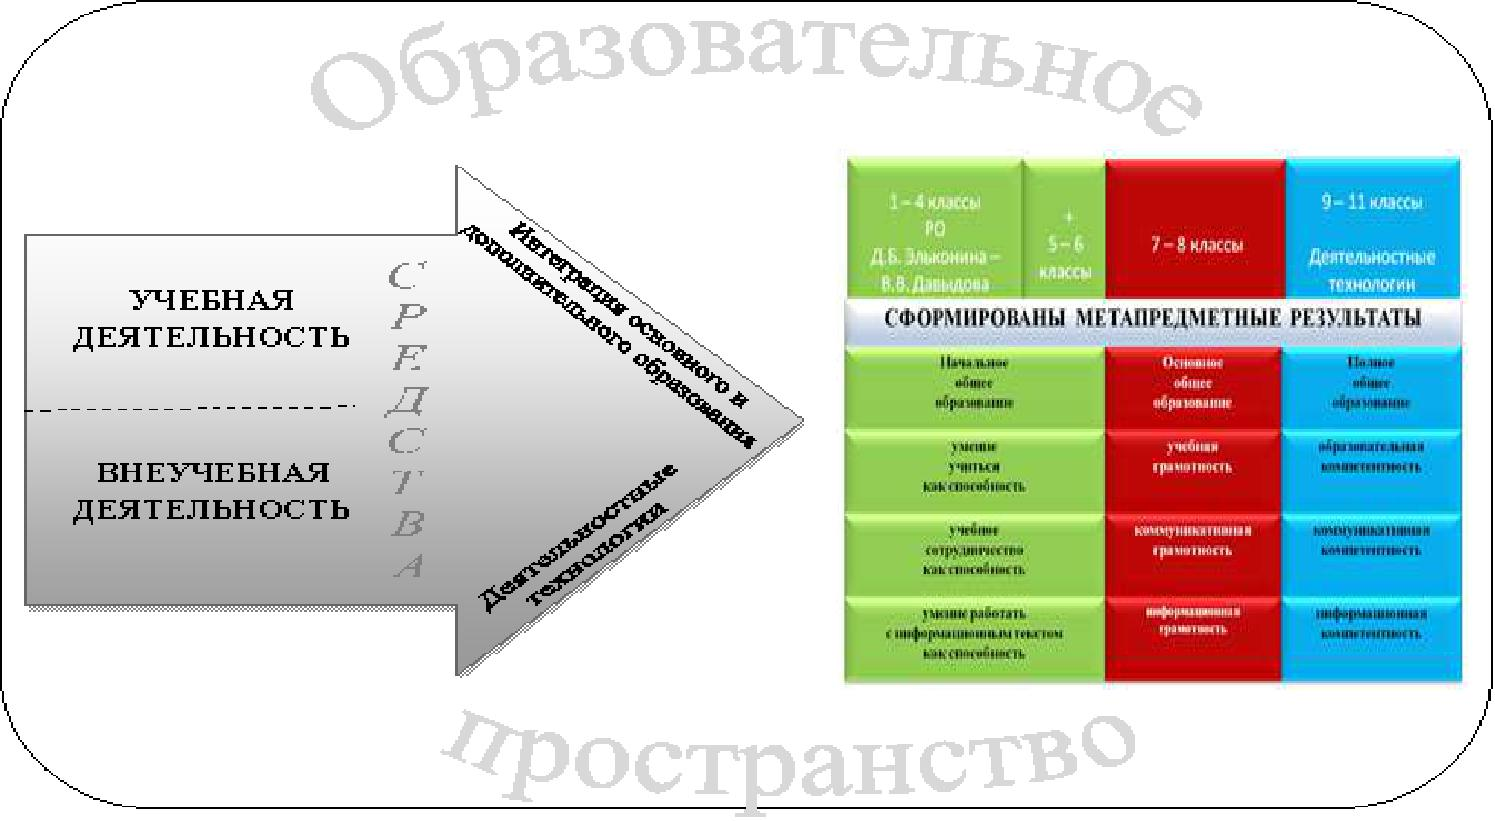 Образовательное
УЧЕБНАЯ
ДЕЯТЕЛЬНОСТЬ
ВНЕУЧЕБНАЯ
ДЕЯТЕЛЬНОСТЬ
СРЕДСТВА
Интеграция основного и
дополнительного образования
Деятельностные
технологии
1 – 4 классы
РО
Д.Б. Эльконина –
В.В. Давыдова
+
5 – 6
классы
7 – 8 классы
9 – 11 классы
Деятельностные
технологии
СФОРМИРОВАНЫ МЕТАПРЕДМЕТНЫЕ РЕЗУЛЬТАТЫ
Начальное
общее
образование
Основное
общее
образование
Полное
общее
образование
умение
учиться
как способность
учебная
грамотность
образовательная
компетентность
учебное
сотрудничество
как способность
коммуникативная
грамотность
коммуникативная
компетентность
умение работать
с информационным текстом
как способность
информационная
грамотность
информационная
компетентность
пространство